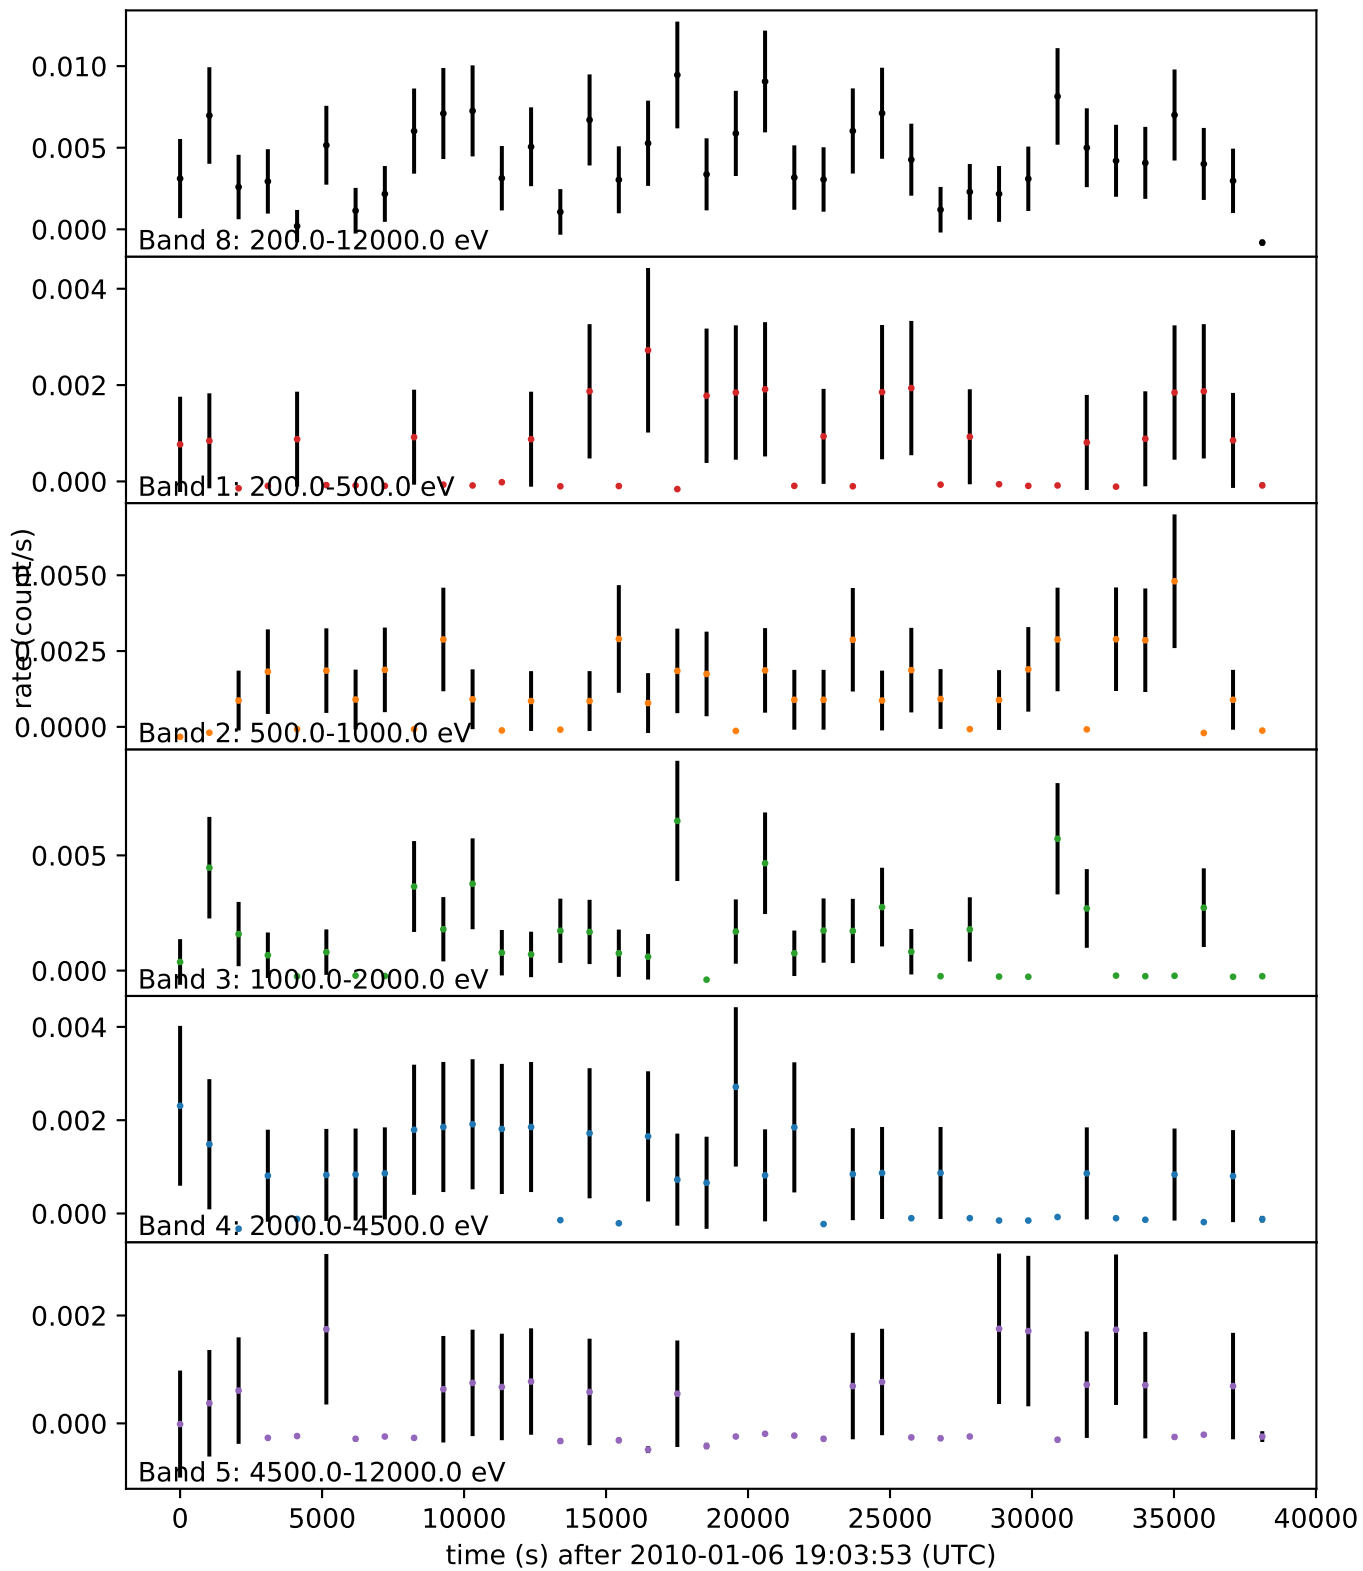 0.010
0.005
0.000
Band 8: 200.0-12000.0 eV
0.004
0.002
0.000
Band 1: 200.0-500.0 eV
rate (count/s)
0.0050
0.0025
0.0000
Band 2: 500.0-1000.0 eV
0.005
0.000
Band 3: 1000.0-2000.0 eV
0.004
0.002
0.000
Band 4: 2000.0-4500.0 eV
0.002
0.000
Band 5: 4500.0-12000.0 eV
0 5000 10000 15000 20000 25000 30000 35000 40000
time (s) after 2010-01-06 19:03:53 (UTC)